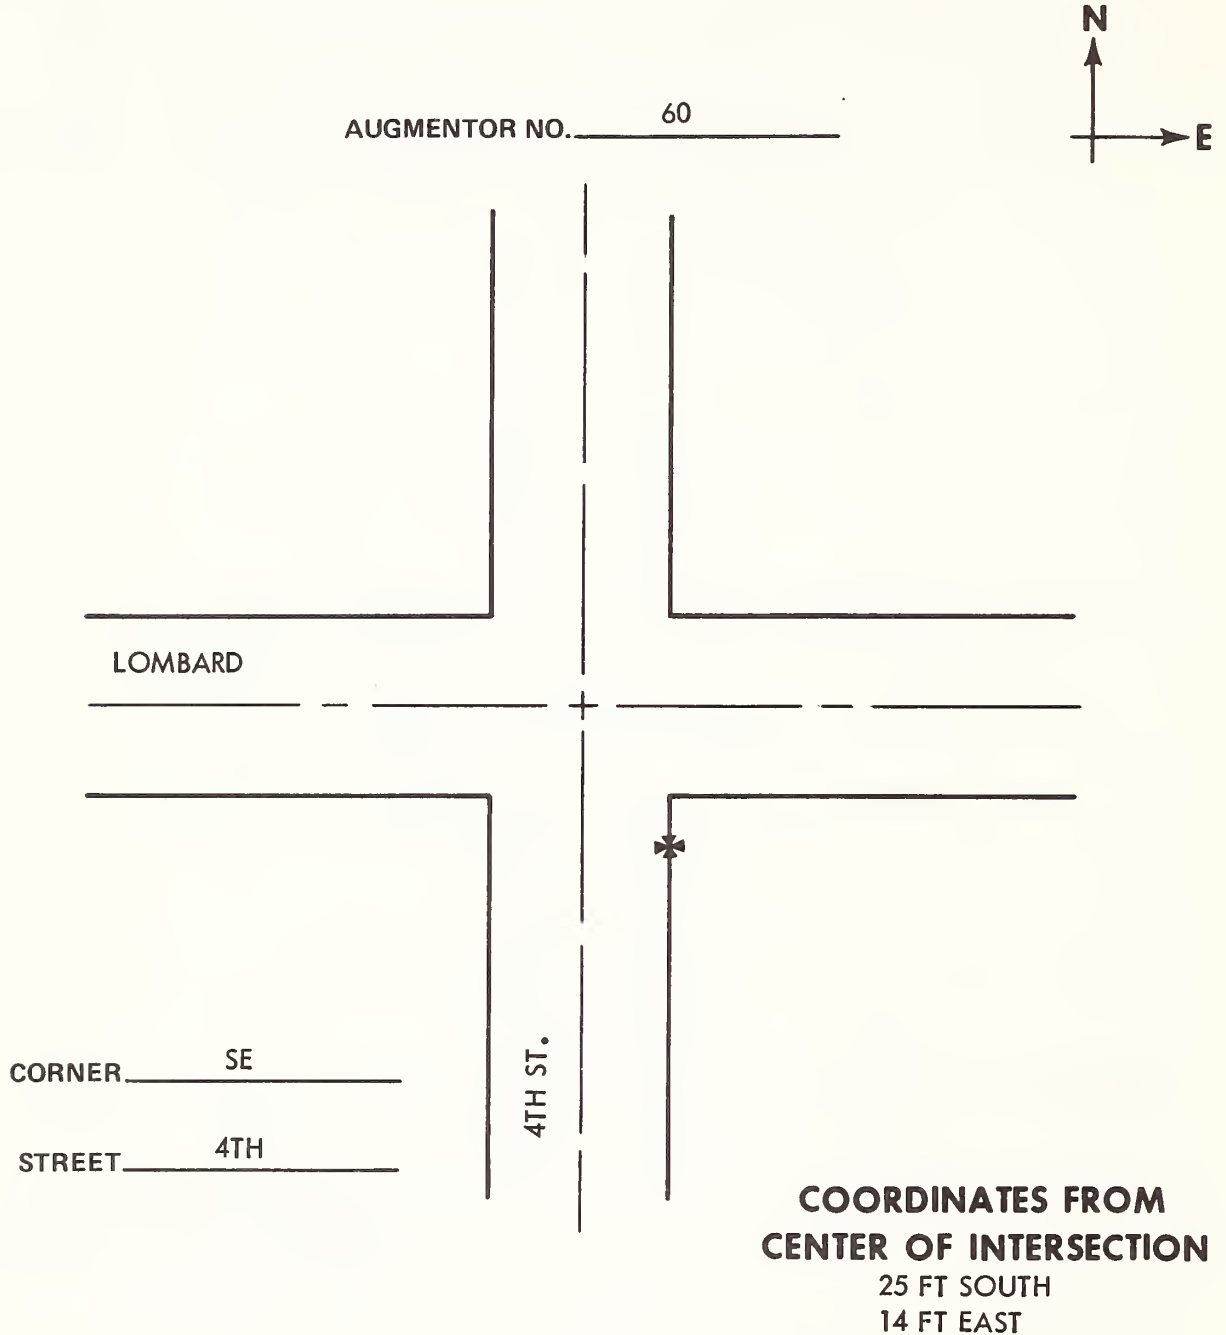 N
E
AUGMENTOR NO. 60
LOMBARD
4TH ST.
CORNER SE
STREET 4TH
COORDINATES FROM
CENTER OF INTERSECTION
25 FT SOUTH
14 FT EAST